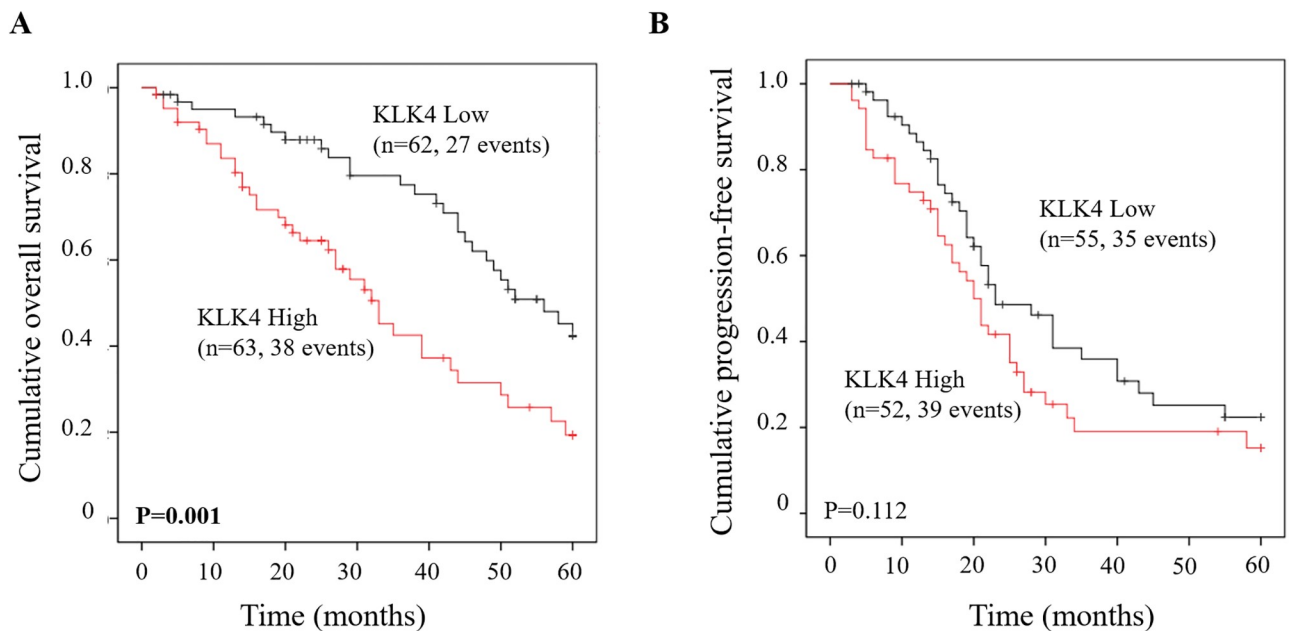 A
Cumulative overall survival
1.0
0.8
0.6
0.4
0.2
0
KLK4 Low
(n=62, 27 events)
KLK4 High
(n=63, 38 events)
P=0.001
0 10 20 30 40 50 60
Time (months)
B
Cumulative progression-free survival
1.0
0.8
0.6
0.4
0.2
0
KLK4 Low
(n=55, 35 events)
KLK4 High
(n=52, 39 events)
P=0.112
0 10 20 30 40 50 60
Time (months)